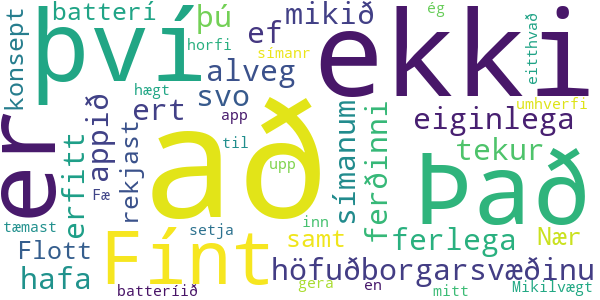 batterí
þú
mikið
ég
konsept
því
horfi
ef
símanr
ekki
eitthvað
er
hægt
alveg
svo
app
ert
að
appið
umhverfi
eiginlega
erfitt
rekjast
til
símanum
ferðinni
Það
tekur
upp
Fæ
tæmast
Flott
setja
Fínt
inn
samt
ferlega
Nær
hafa
batteríið
höfuðborgarsvæðinu
gera
en
mitt
Mikilvægt